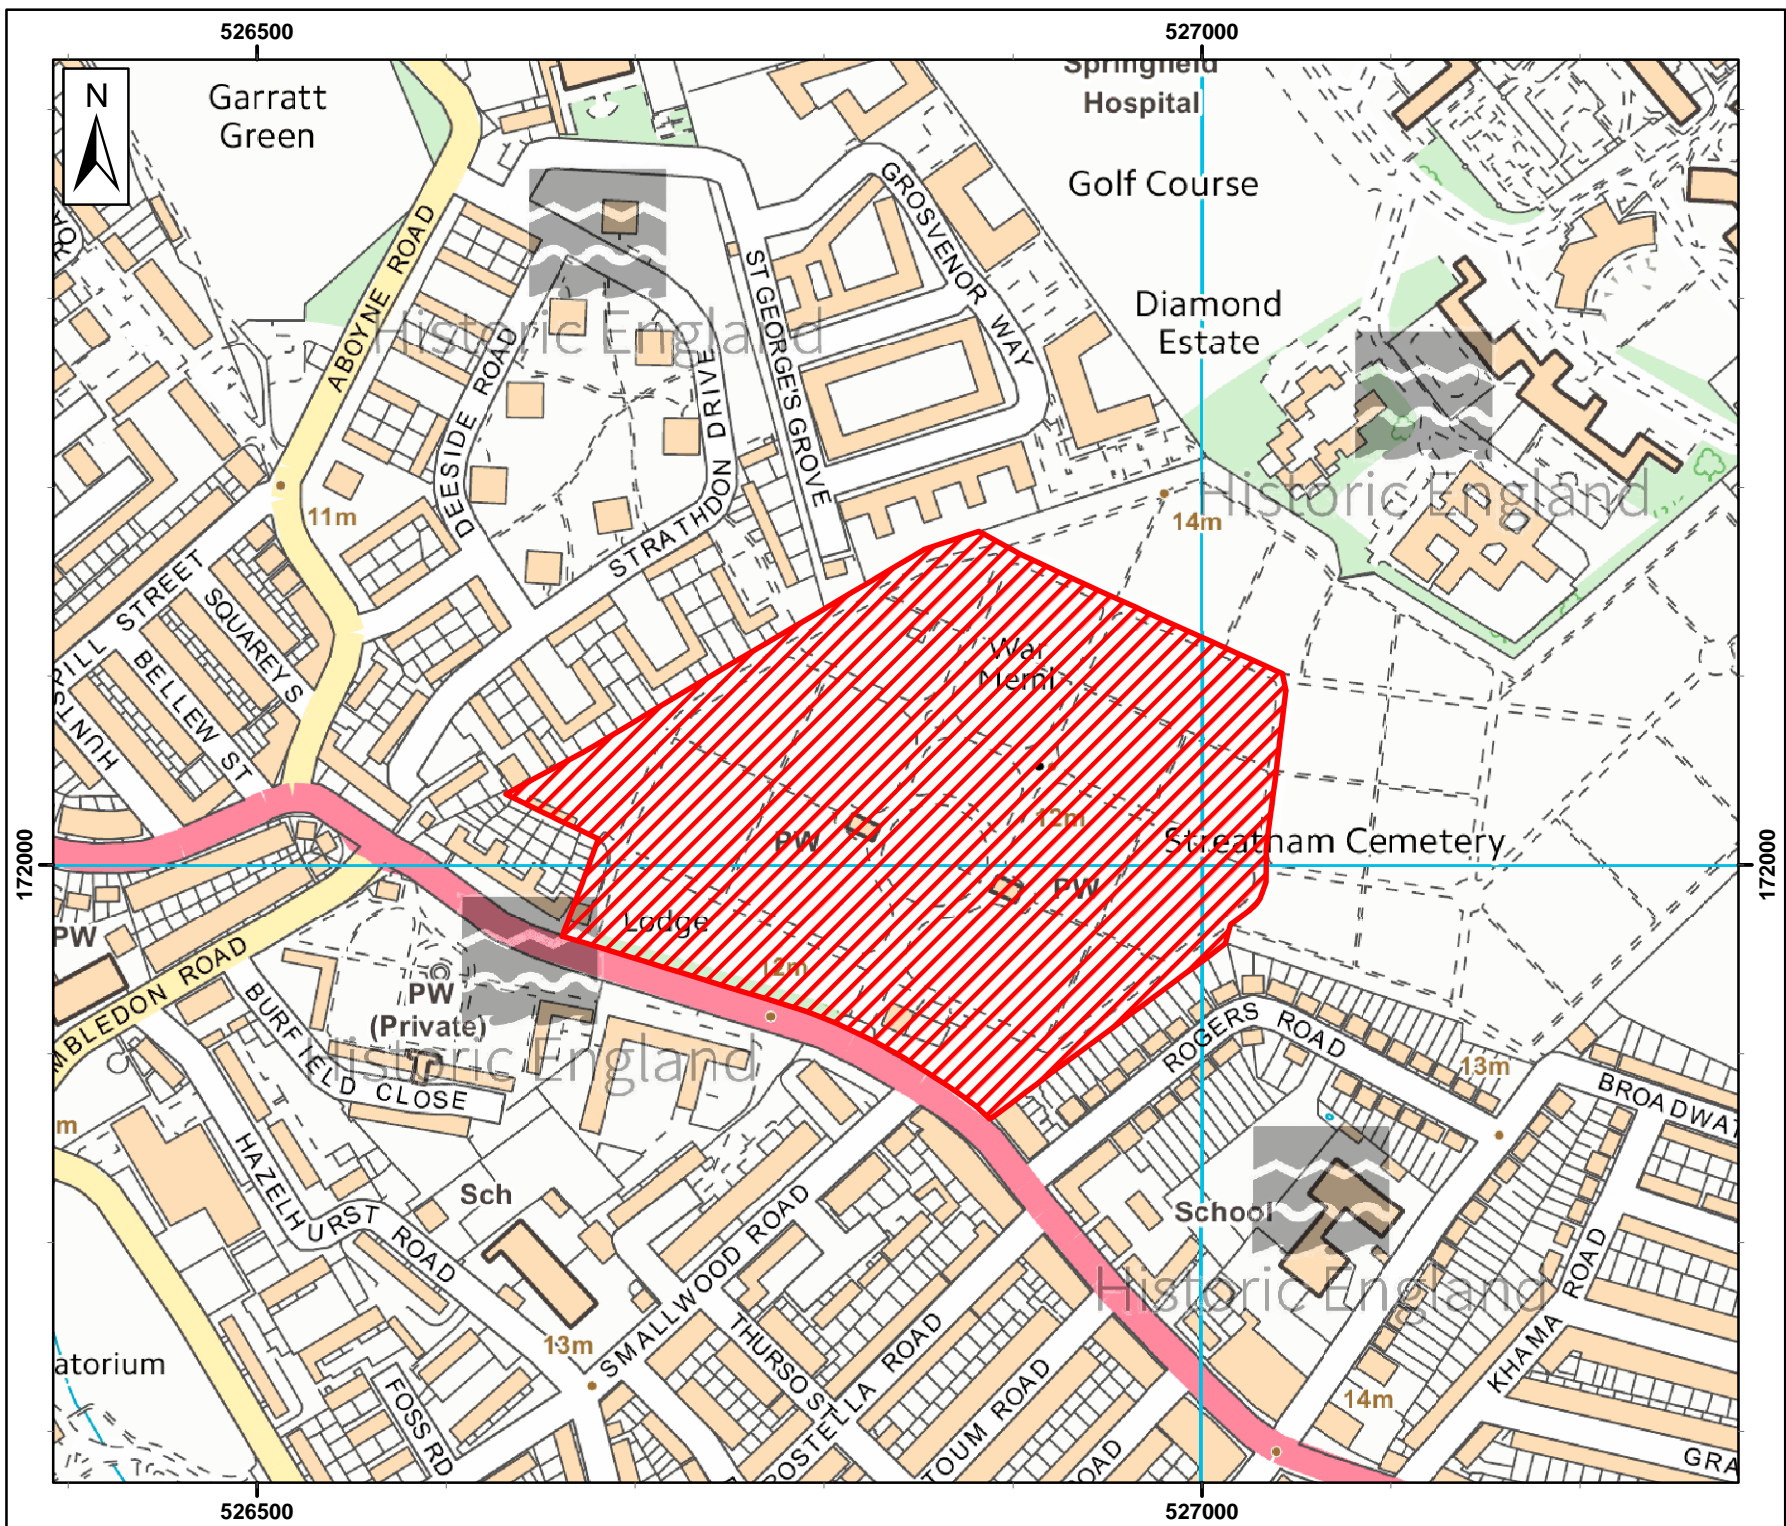 526500
527000
N
Garratt
Green
Springfield
Hospital
Golf Course
Diamond
Estate
ABOYNE ROAD
GROSVENOR WAY
ST GEORGE'S GROVE
DEESIDE ROAD
STRATHDON DRIVE
Historic England
Historic England
11m
14m
SQUAREYS
BELLEW ST
HUNTSPILL STREET
War
Meml
12m
PW
PW
Streatham Cemetery
172000
172000
Lodge
12m
PW
MBLEDON ROAD
PW
(Private)
BURFIELD CLOSE
Historic England
ROGERS ROAD
13m
BROADWAT
m
HAZELHURST ROAD
Sch
School
Historic England
SMALLWOOD ROAD
13m
THURSO ST
ROSTELLA ROAD
TOUM ROAD
ROAD
KHAMA ROAD
14m
GRA
atorium
FOSS RD
526500
527000